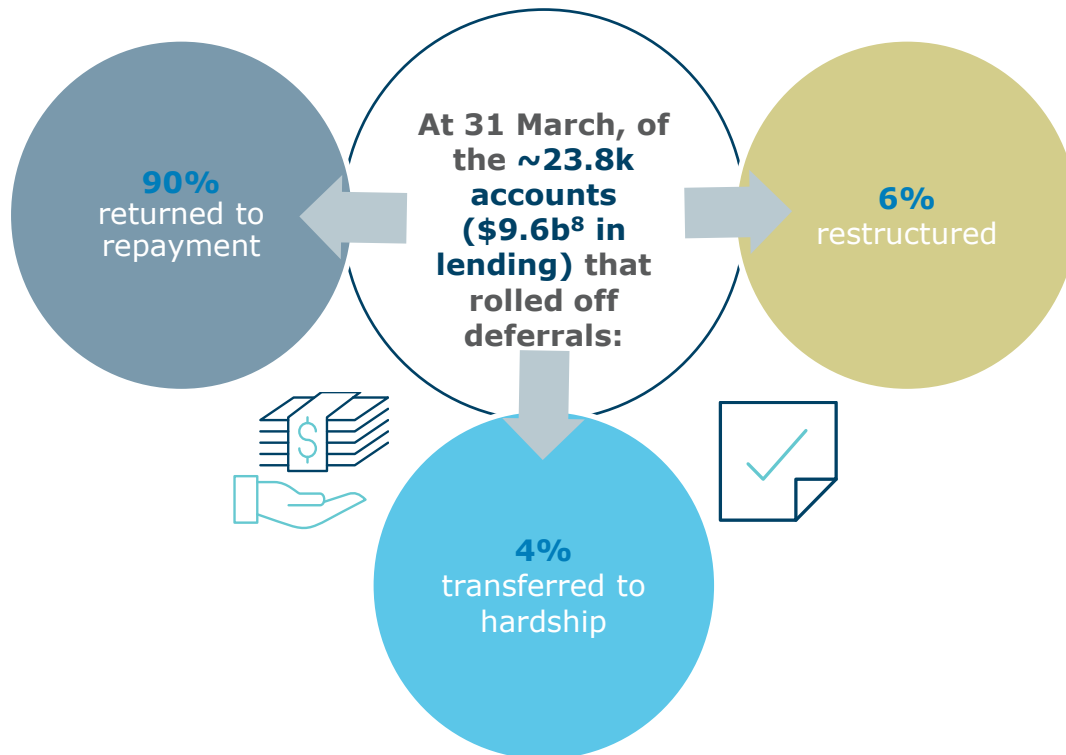 At 31 March, of
the ~23.8k
accounts
($9.6b⁸ in
lending) that
rolled off
deferrals:
90%
returned to
repayment
6%
restructured
$
4%
transferred to
hardship